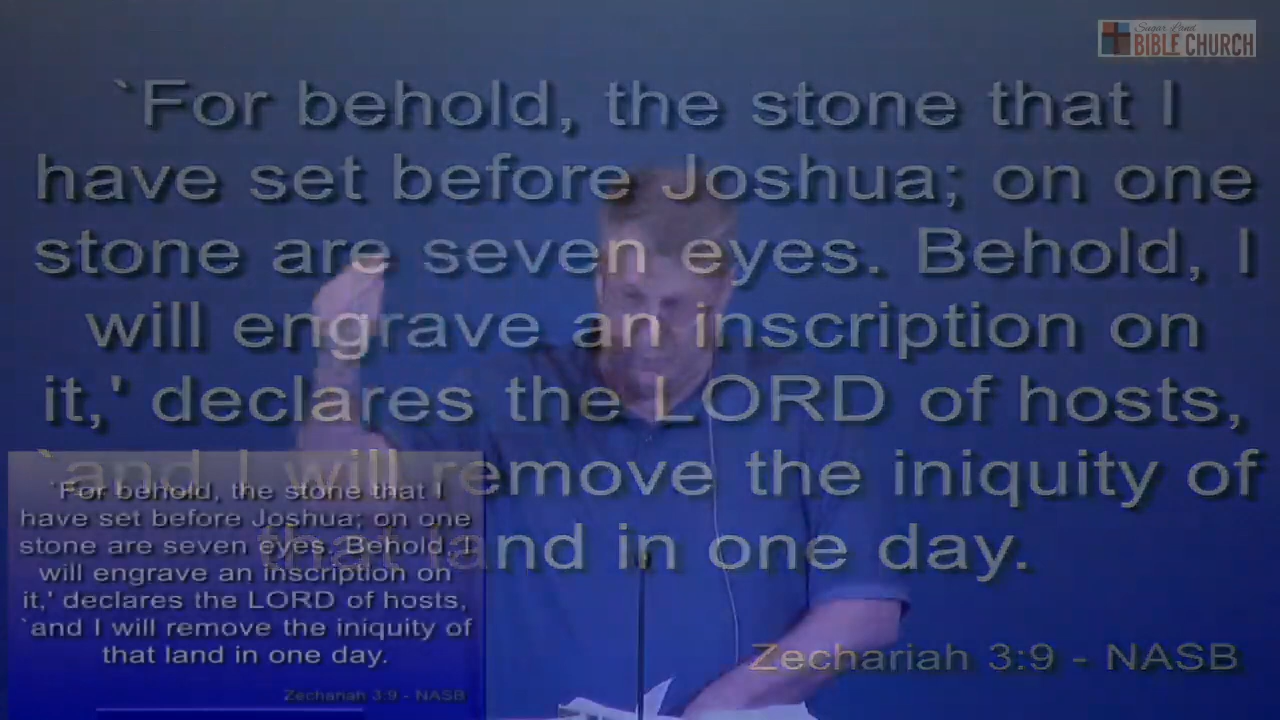 Sugar Land
BIBLE CHURCH
`For behold, the stone that I
have set before Joshua; on one
stone are seven eyes. Behold, I
will engrave an inscription on
it,' declares the LORD of hosts,
`and I will remove the iniquity of
that land in one day.
Zechariah 3:9 - NASB
`For behold, the stone that I
have set before Joshua; on one
stone are seven eyes. Behold, I
will engrave an inscription on
it,' declares the LORD of hosts,
`and I will remove the iniquity of
that land in one day.
Zechariah 3:9 - NASB